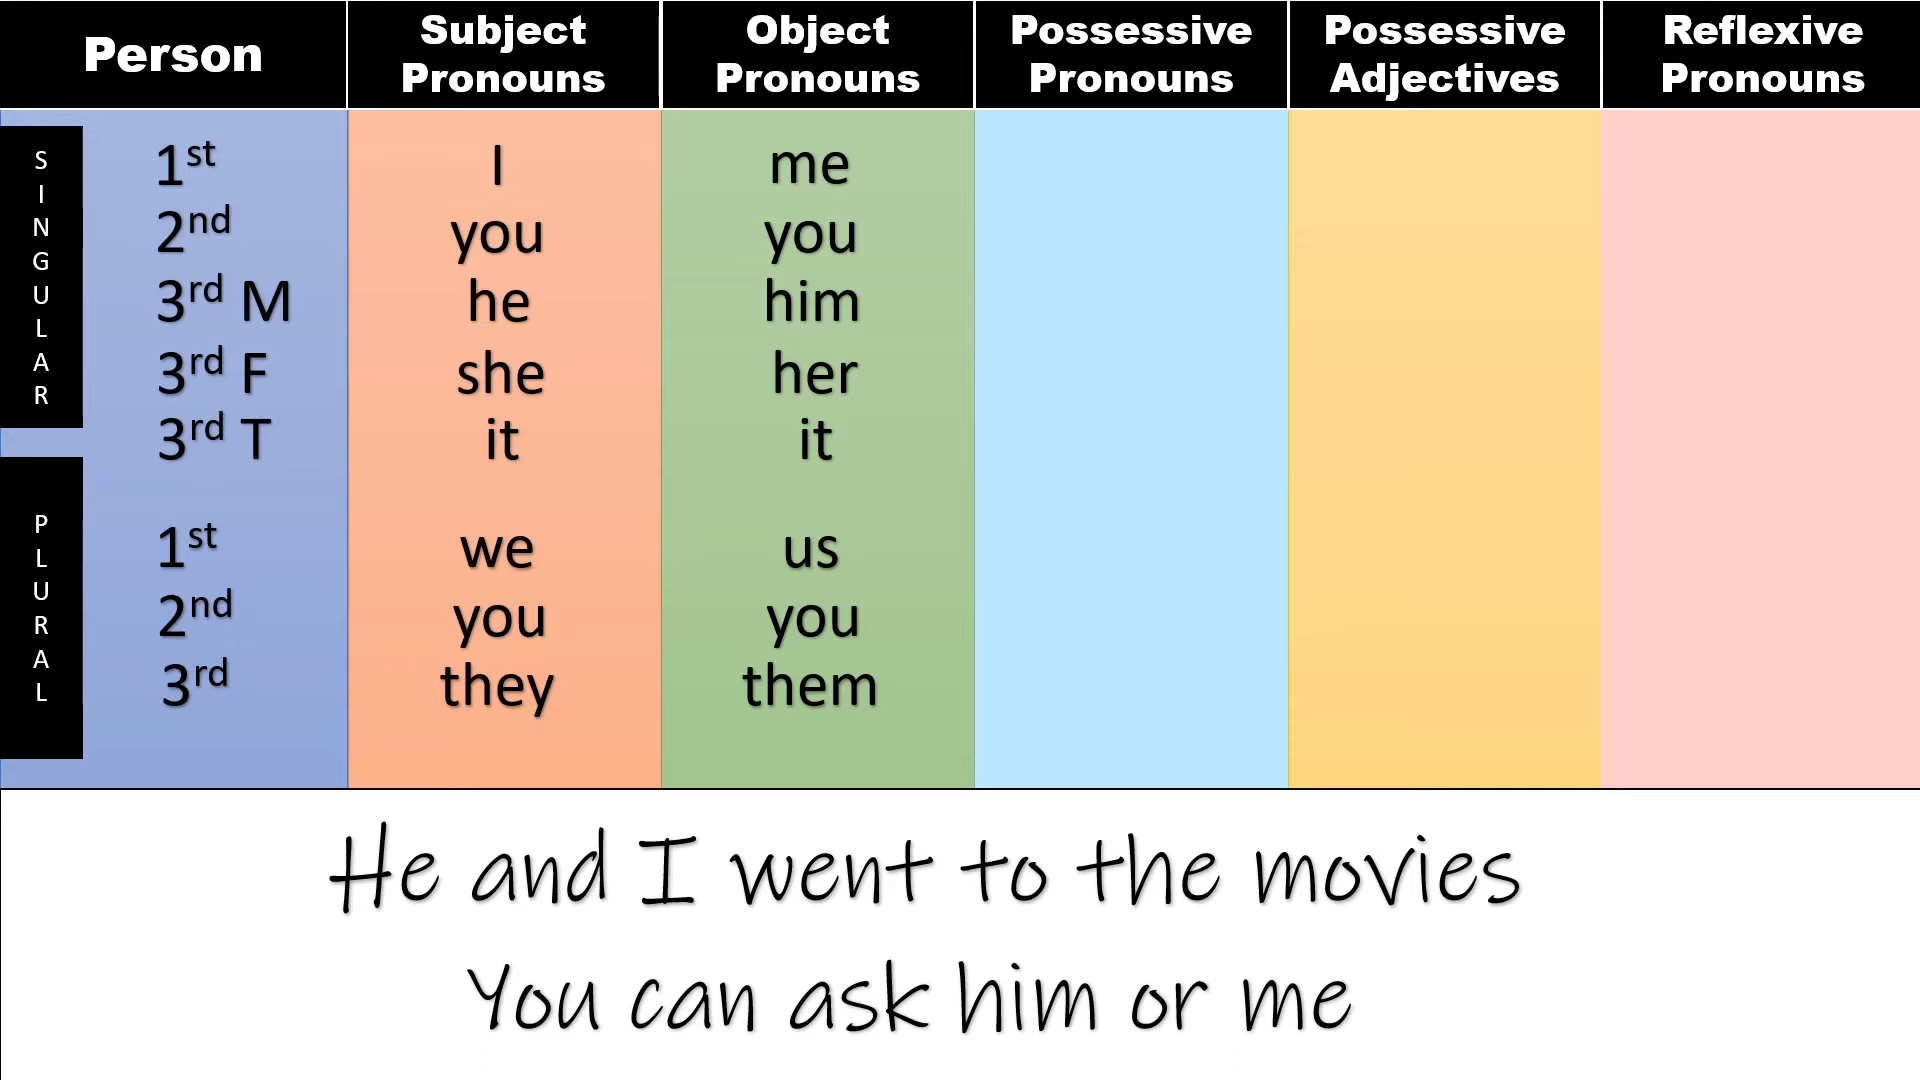 Person Subject Pronouns Object Pronouns Possessive Pronouns Possessive Adjectives Reflexive Pronouns
SINGULAR
1st I me
2nd you you
3rd M he him
3rd F she her
3rd T it it
PLURAL
1st we us
2nd you you
3rd they them
He and I went to the movies
You can ask him or me